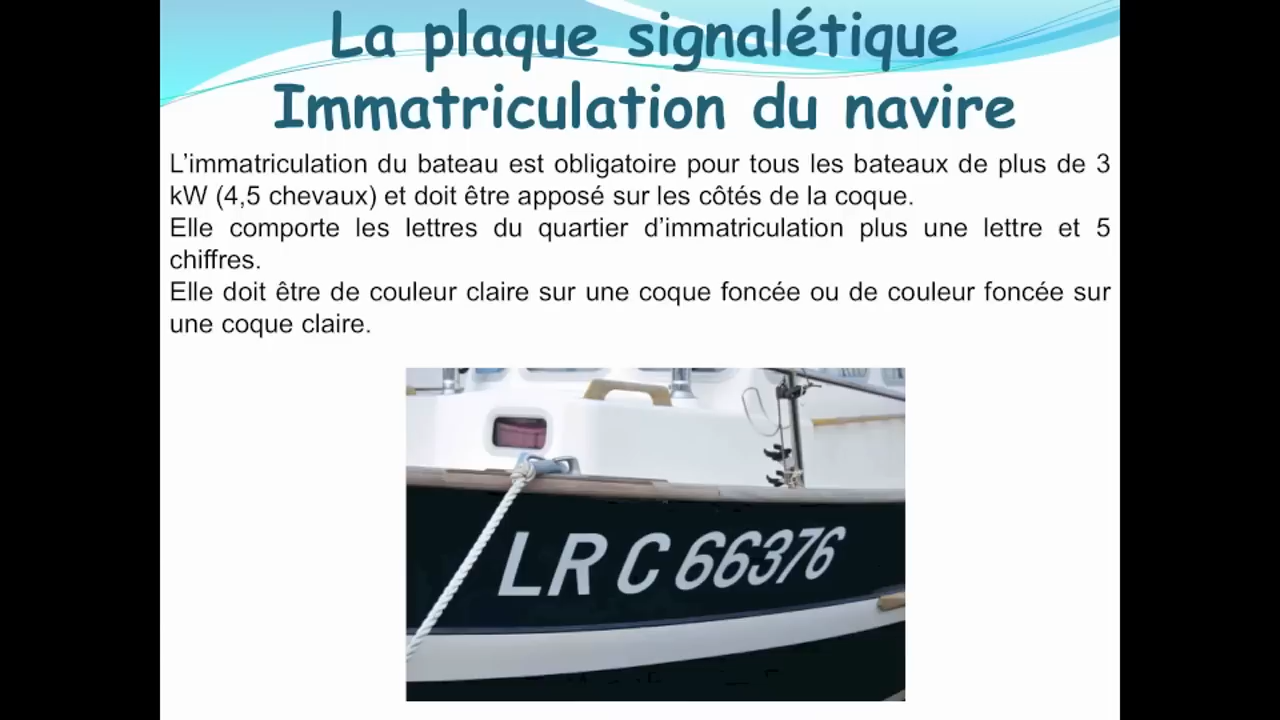 La plaque signalétique
Immatriculation du navire
L’immatriculation du bateau est obligatoire pour tous les bateaux de plus de 3
kW (4,5 chevaux) et doit être apposé sur les côtés de la coque.
Elle comporte les lettres du quartier d’immatriculation plus une lettre et 5
chiffres.
Elle doit être de couleur claire sur une coque foncée ou de couleur foncée sur
une coque claire.
LR C 66376